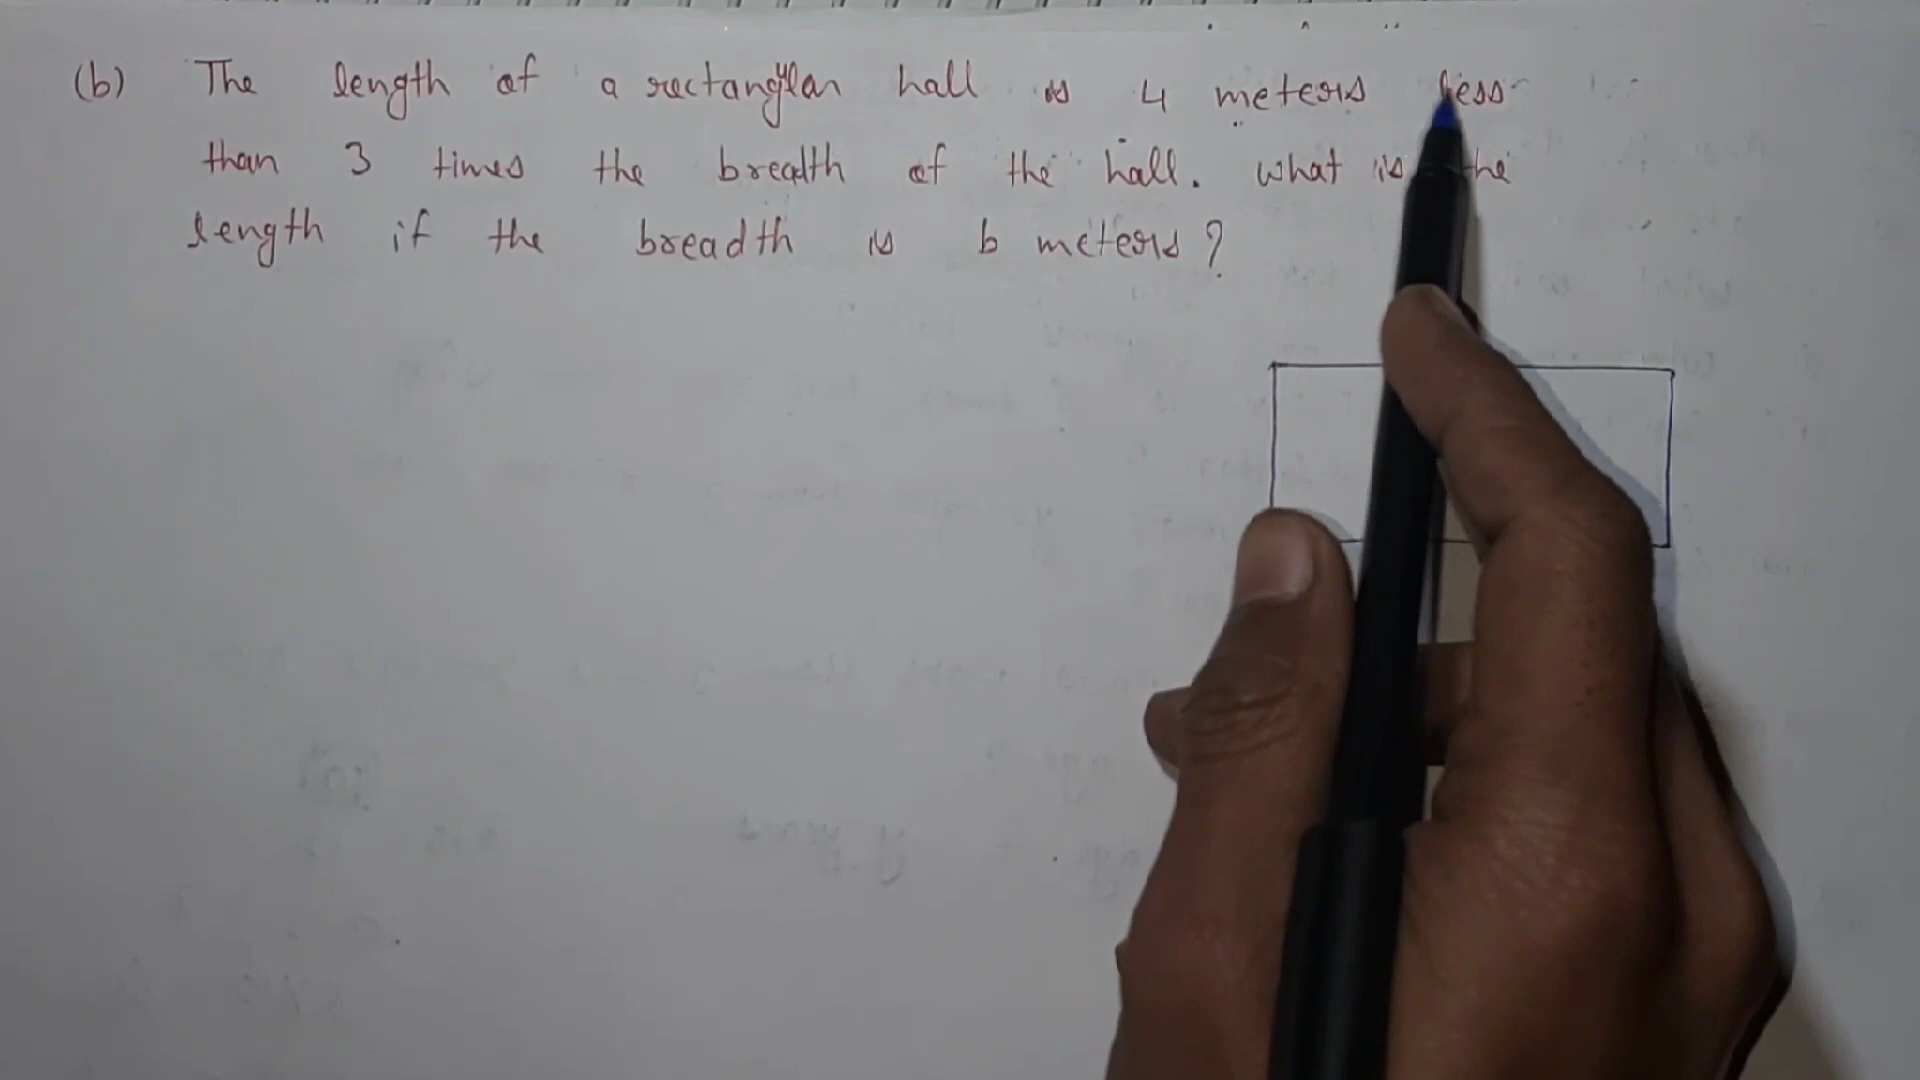 (b) The length of a rectangular hall is 4 meters less
than 3 times the breadth of the hall. what is the
length if the breadth is b meters?